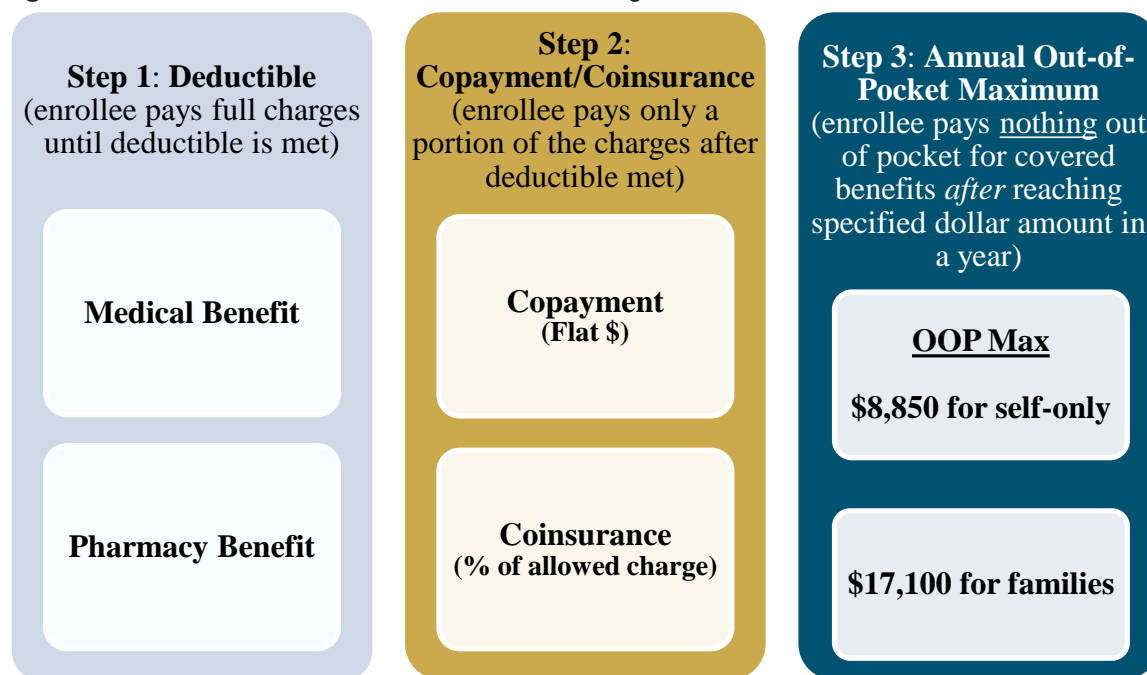 Step 1: Deductible
(enrollee pays full charges
until deductible is met)
Medical Benefit
Pharmacy Benefit
Step 2:
Copayment/Coinsurance
(enrollee pays only a
portion of the charges after
deductible met)
Copayment
(Flat $)
Coinsurance
(% of allowed charge)
Step 3: Annual Out-of-
Pocket Maximum
(enrollee pays nothing out
of pocket for covered
benefits after reaching
specified dollar amount in
a year)
OOP Max
$8,850 for self-only
$17,100 for families